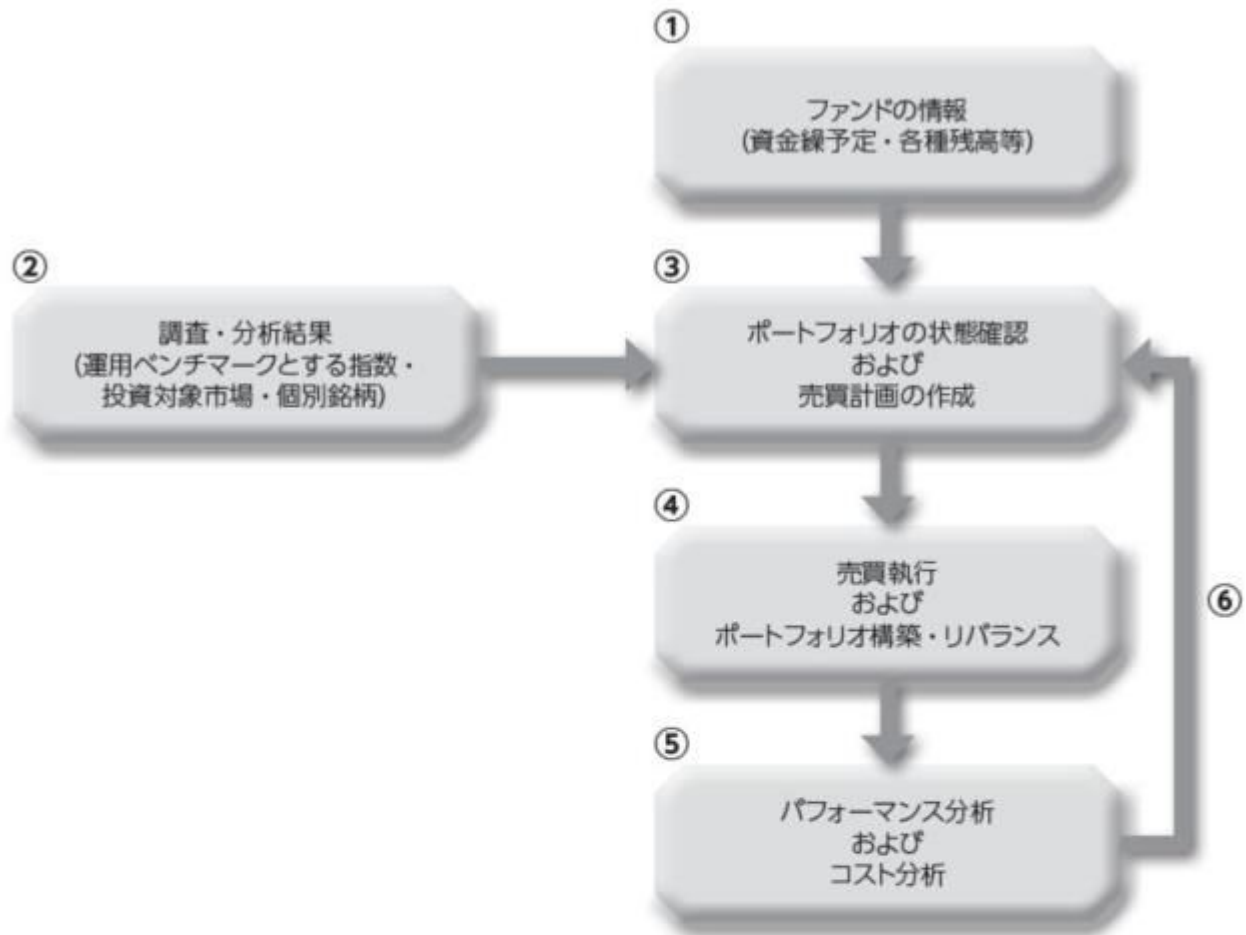 ①
ファンドの情報
(資金繰予定・各種残高等)
②
調査・分析結果
(運用ベンチマークとする指数・
投資対象市場・個別銘柄)
③
ポートフォリオの状態確認
および
売買計画の作成
④
売買執行
および
ポートフォリオ構築・リバランス
⑥
⑤
パフォーマンス分析
および
コスト分析